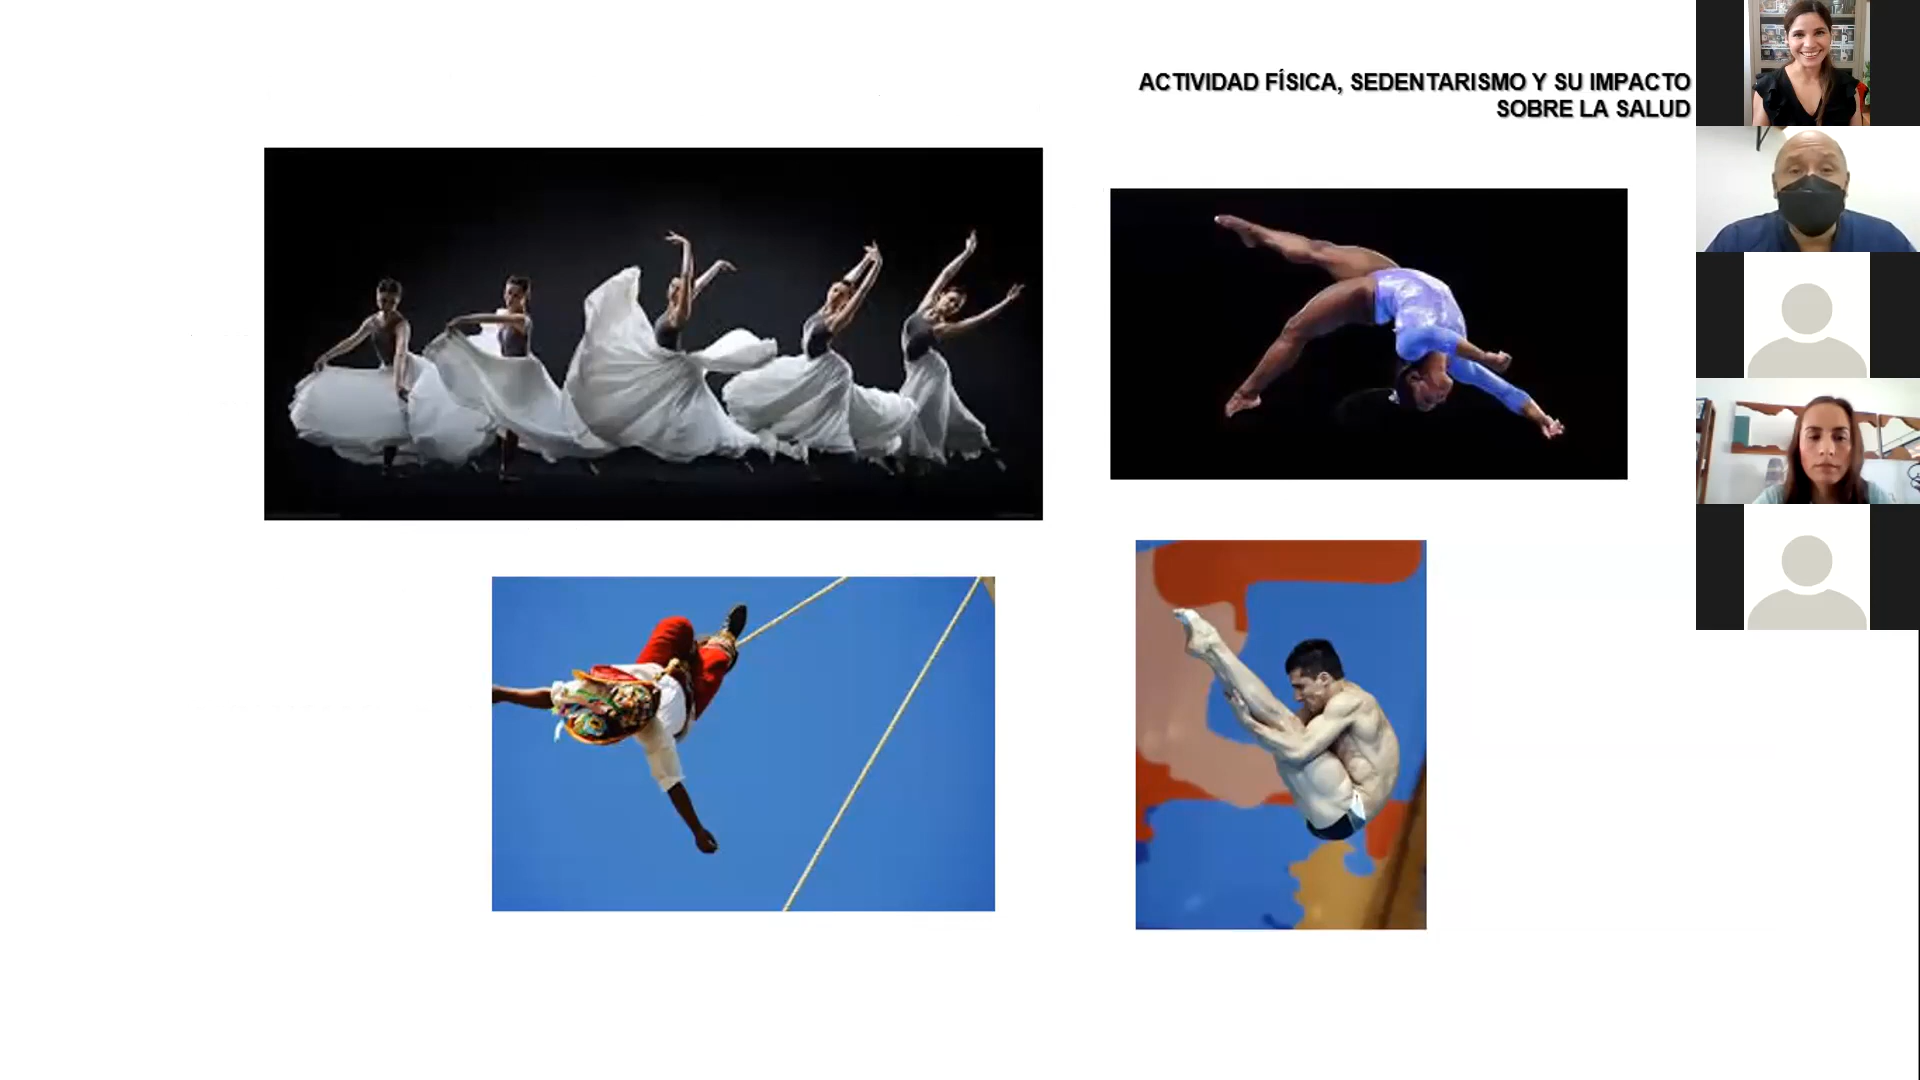 ACTIVIDAD FÍSICA, SEDENTARISMO Y SU IMPACTO
SOBRE LA SALUD